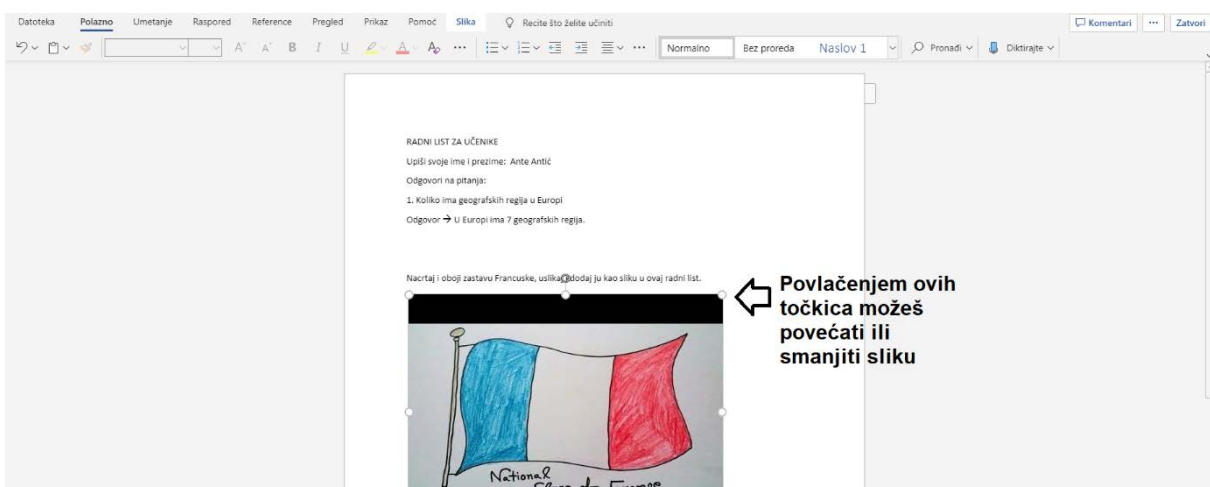 Datoteka Polazno Umetanje Raspored Reference Pregled Prikaz Pomoć Slika Recite što želite učiniti Komentari ... Zatvori
A^ A˅ B I U A A ... Normalno Bez proreda Naslov 1 Pronađi Diktirajte
RADNI LIST ZA UČENIKE
Upiši svoje ime i prezime: Ante Antić
Odgovori na pitanja:
1. Koliko ima geografskih regija u Europi
Odgovor → U Europi ima 7 geografskih regija.
Nacrtaj i oboji zastavu Francuske, uslikaj dodaj ju kao sliku u ovaj radni list.
Povlačenjem ovih
točkica možeš
povećati ili
smanjiti sliku
National